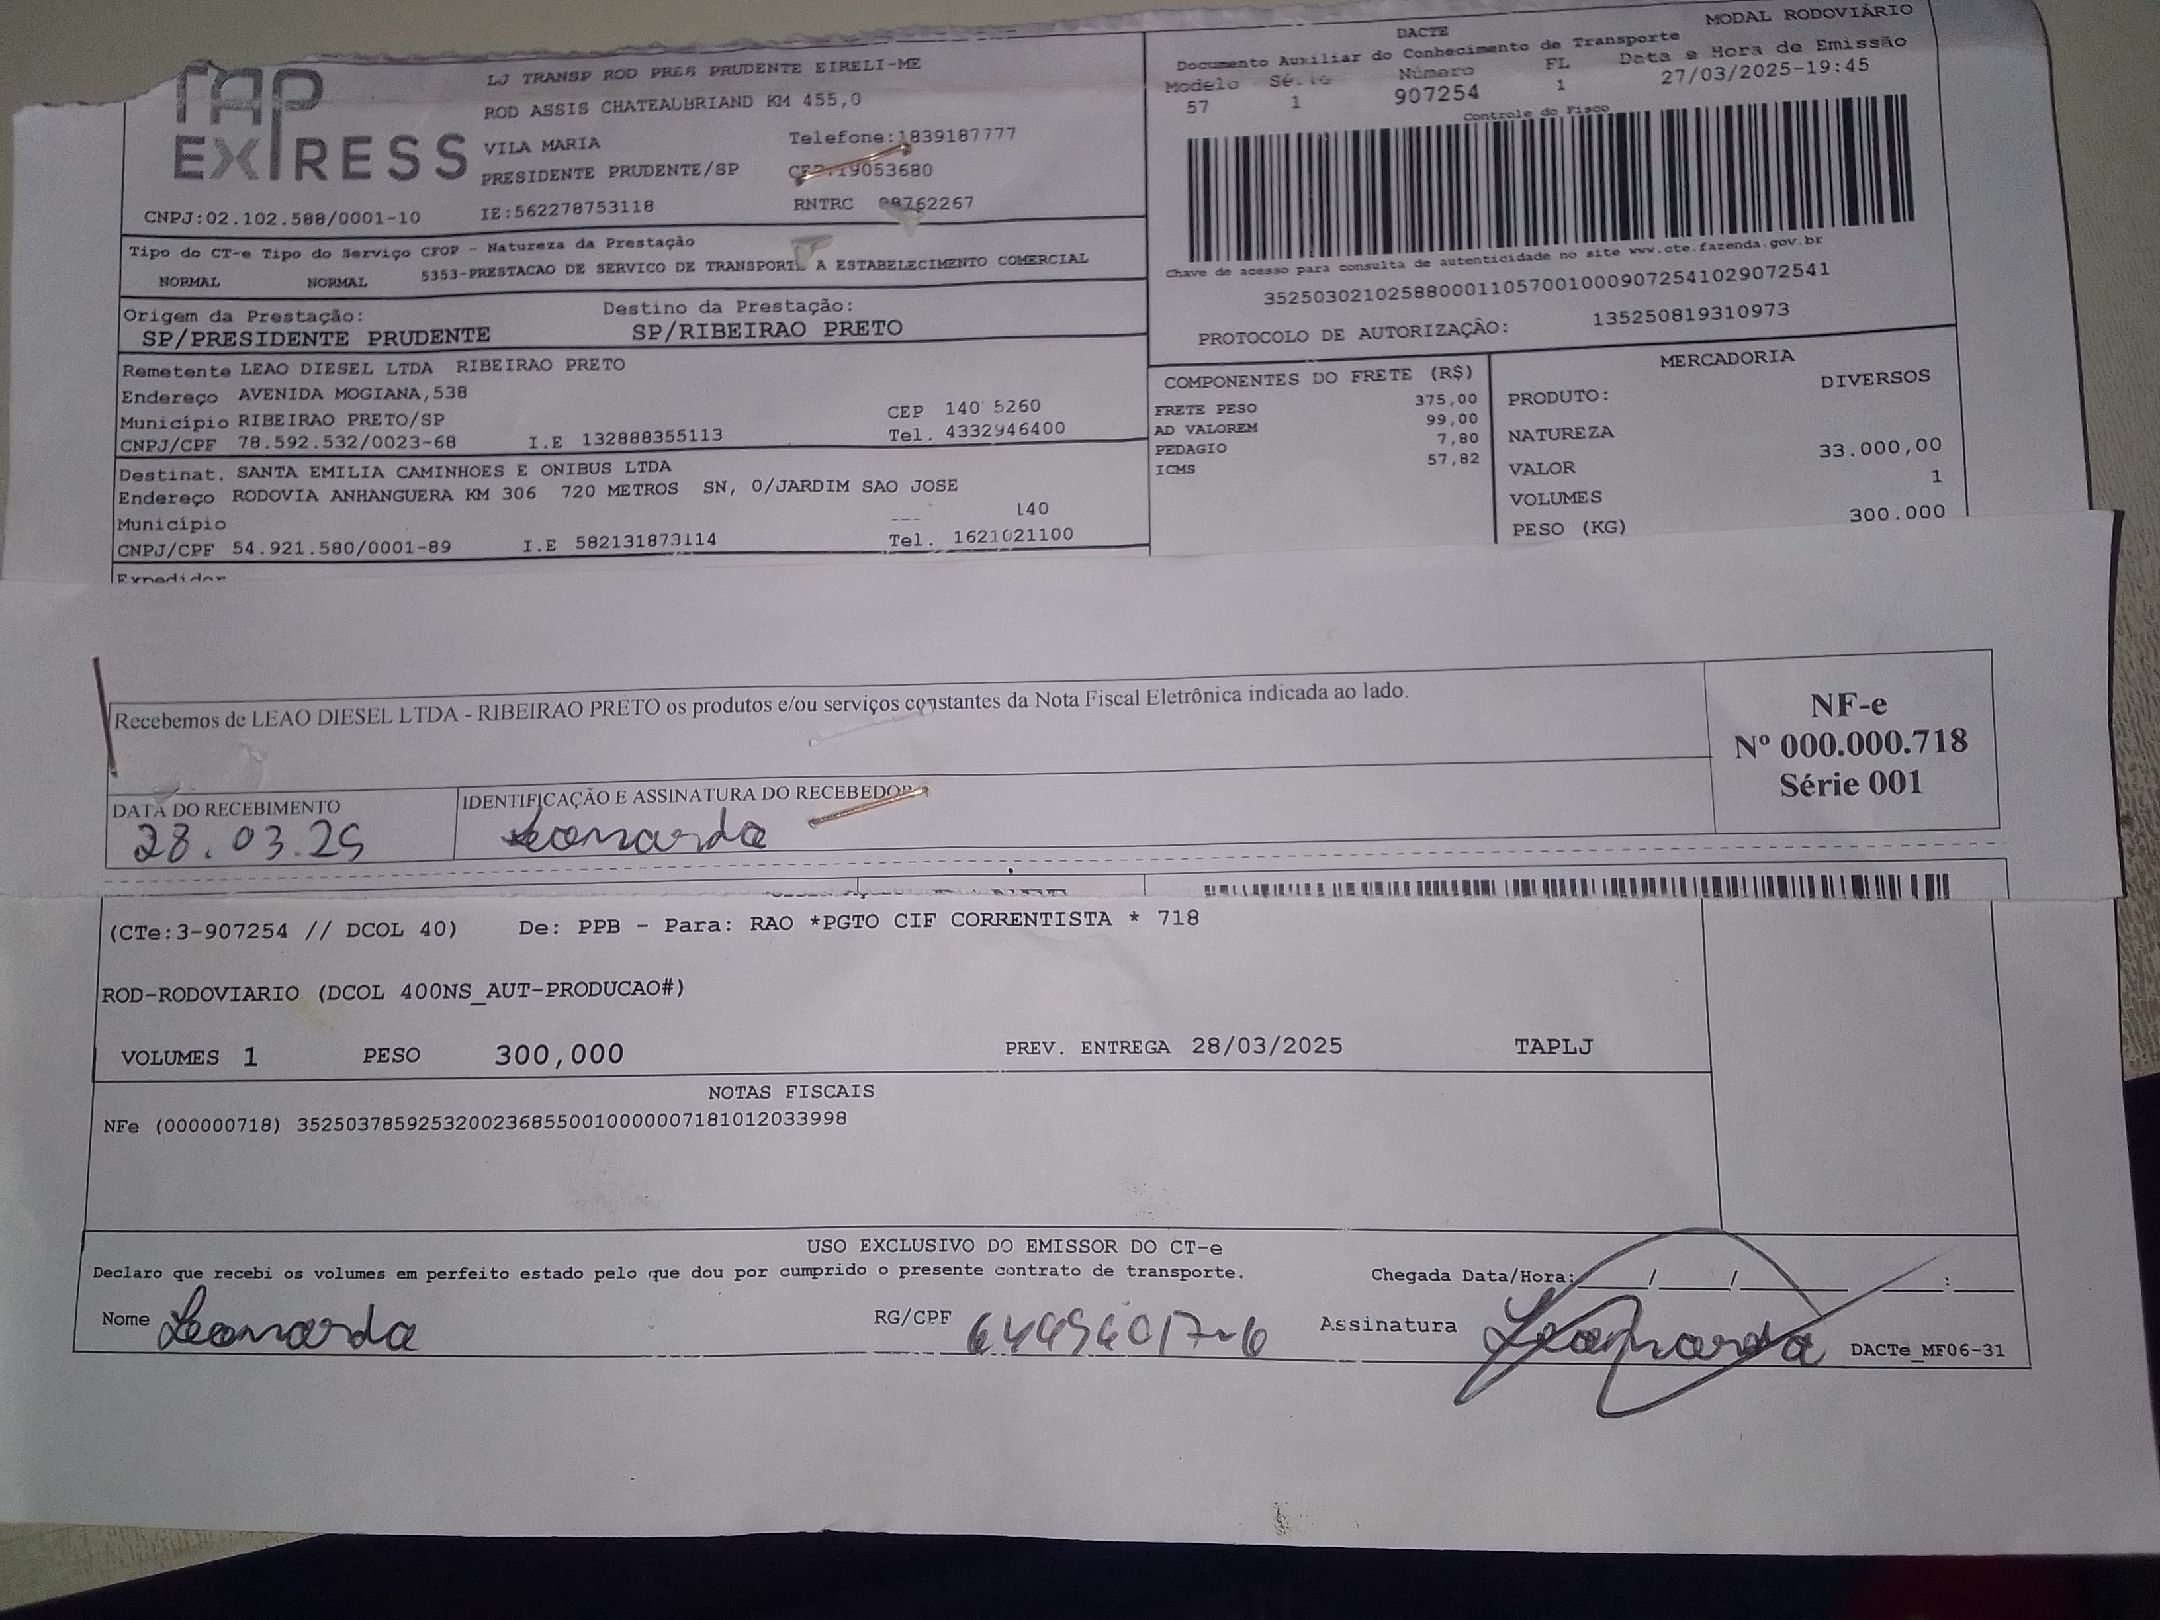 TAP
EXPRESS
LJ TRANSP ROD PRES PRUDENTE EIRELI-ME
ROD ASSIS CHATEAUBRIAND KM 455,0
VILA MARIA Telefone:1839187777
PRESIDENTE PRUDENTE/SP CEP:19053680
CNPJ:02.102.588/0001-10 IE:562278753118 RNTRC 08762267
Tipo do CT-e Tipo do Serviço CFOP - Natureza da Prestação
NORMAL NORMAL 5353-PRESTACAO DE SERVICO DE TRANSPORTE A ESTABELECIMENTO COMERCIAL
Origem da Prestação: Destino da Prestação:
SP/PRESIDENTE PRUDENTE SP/RIBEIRAO PRETO
Remetente LEAO DIESEL LTDA RIBEIRAO PRETO
Endereço AVENIDA MOGIANA,538
Município RIBEIRAO PRETO/SP CEP 140 5260
CNPJ/CPF 78.592.532/0023-68 I.E 132888355113 Tel. 4332946400
Destinat. SANTA EMILIA CAMINHOES E ONIBUS LTDA
Endereço RODOVIA ANHANGUERA KM 306 720 METROS SN, 0/JARDIM SAO JOSE
Município 140
CNPJ/CPF 54.921.580/0001-89 I.E 582131873114 Tel. 1621021100
Expedidor
DACTE MODAL RODOVIÁRIO
Documento Auxiliar do Conhecimento de Transporte
Modelo Série Número FL Data e Hora de Emissão
57 1 907254 1 27/03/2025-19:45
Controle do Fisco
Chave de acesso para consulta de autenticidade no site www.cte.fazenda.gov.br
35250302102588000110570010009072541029072541
PROTOCOLO DE AUTORIZAÇÃO: 135250819310973
COMPONENTES DO FRETE (R$)
FRETE PESO 375,00
AD VALOREM 99,00
PEDAGIO 7,80
ICMS 57,82
MERCADORIA
PRODUTO: DIVERSOS
NATUREZA
VALOR 33.000,00
VOLUMES 1
PESO (KG) 300.000
Recebemos de LEAO DIESEL LTDA - RIBEIRAO PRETO os produtos e/ou serviços constantes da Nota Fiscal Eletrônica indicada ao lado.
NF-e
Nº 000.000.718
Série 001
DATA DO RECEBIMENTO IDENTIFICAÇÃO E ASSINATURA DO RECEBEDOR
28.03.25 Leonarda
(CTe:3-907254 // DCOL 40) De: PPB - Para: RAO *PGTO CIF CORRENTISTA * 718
ROD-RODOVIARIO (DCOL 400NS_AUT-PRODUCAO#)
VOLUMES 1 PESO 300,000 PREV. ENTREGA 28/03/2025 TAPLJ
NOTAS FISCAIS
NFe (000000718) 35250378592532002368550010000007181012033998
USO EXCLUSIVO DO EMISSOR DO CT-e
Declaro que recebi os volumes em perfeito estado pelo que dou por cumprido o presente contrato de transporte. Chegada Data/Hora: / / :
Nome Leonarda RG/CPF Assinatura Leonarda DACTe_MF06-31